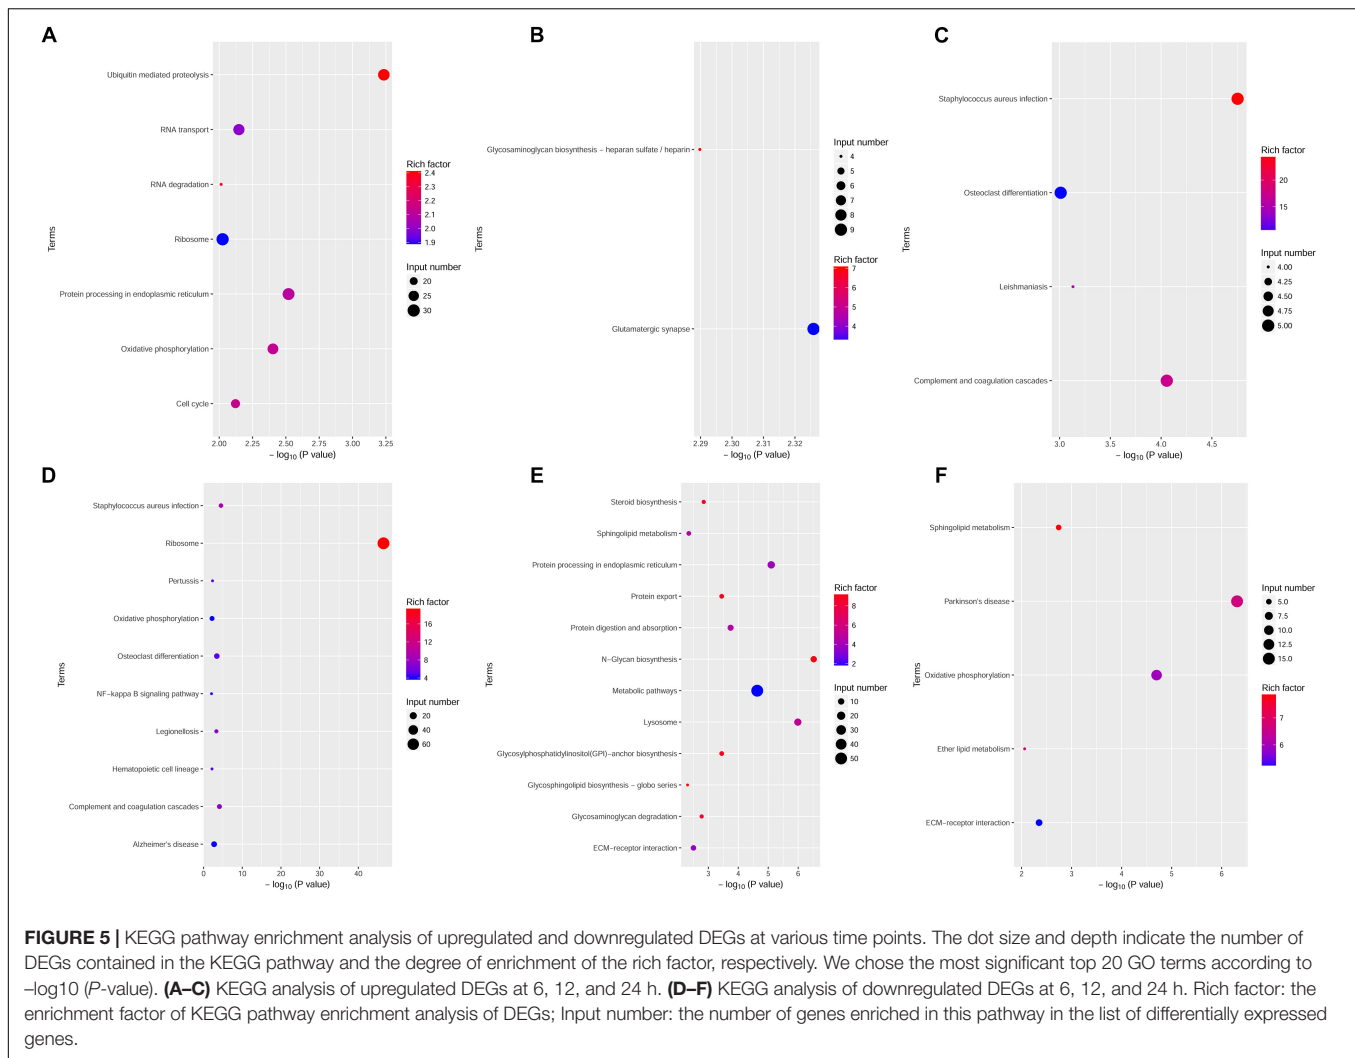 A
Ubiquitin mediated proteolysis
RNA transport
RNA degradation
Ribosome
Protein processing in endoplasmic reticulum
Oxidative phosphorylation
Cell cycle
Terms
2.00 2.25 2.50 2.75 3.00 3.25
− log10 (P value)
Rich factor
2.4
2.3
2.2
2.1
2.0
1.9
Input number
20
25
30
B
Glycosaminoglycan biosynthesis − heparan sulfate / heparin
Glutamatergic synapse
Terms
2.29 2.30 2.31 2.32
− log10 (P value)
Input number
4
5
6
7
8
9
Rich factor
7
6
5
4
C
Staphylococcus aureus infection
Osteoclast differentiation
Leishmaniasis
Complement and coagulation cascades
Terms
3.0 3.5 4.0 4.5
− log10 (P value)
Rich factor
20
15
Input number
4.00
4.25
4.50
4.75
5.00
D
Staphylococcus aureus infection
Ribosome
Pertussis
Oxidative phosphorylation
Osteoclast differentiation
NF−kappa B signaling pathway
Legionellosis
Hematopoietic cell lineage
Complement and coagulation cascades
Alzheimer's disease
Terms
0 10 20 30 40
− log10 (P value)
Rich factor
16
12
8
4
Input number
20
40
60
E
Steroid biosynthesis
Sphingolipid metabolism
Protein processing in endoplasmic reticulum
Protein export
Protein digestion and absorption
N−Glycan biosynthesis
Metabolic pathways
Lysosome
Glycosylphosphatidylinositol(GPI)−anchor biosynthesis
Glycosphingolipid biosynthesis − globo series
Glycosaminoglycan degradation
ECM−receptor interaction
Terms
3 4 5 6
− log10 (P value)
Rich factor
8
6
4
2
Input number
10
20
30
40
50
F
Sphingolipid metabolism
Parkinson's disease
Oxidative phosphorylation
Ether lipid metabolism
ECM−receptor interaction
Terms
2 3 4 5 6
− log10 (P value)
Input number
5.0
7.5
10.0
12.5
15.0
Rich factor
7
6
FIGURE 5 | KEGG pathway enrichment analysis of upregulated and downregulated DEGs at various time points. The dot size and depth indicate the number of
DEGs contained in the KEGG pathway and the degree of enrichment of the rich factor, respectively. We chose the most significant top 20 GO terms according to
–log10 (P-value). (A–C) KEGG analysis of upregulated DEGs at 6, 12, and 24 h. (D–F) KEGG analysis of downregulated DEGs at 6, 12, and 24 h. Rich factor: the
enrichment factor of KEGG pathway enrichment analysis of DEGs; Input number: the number of genes enriched in this pathway in the list of differentially expressed
genes.